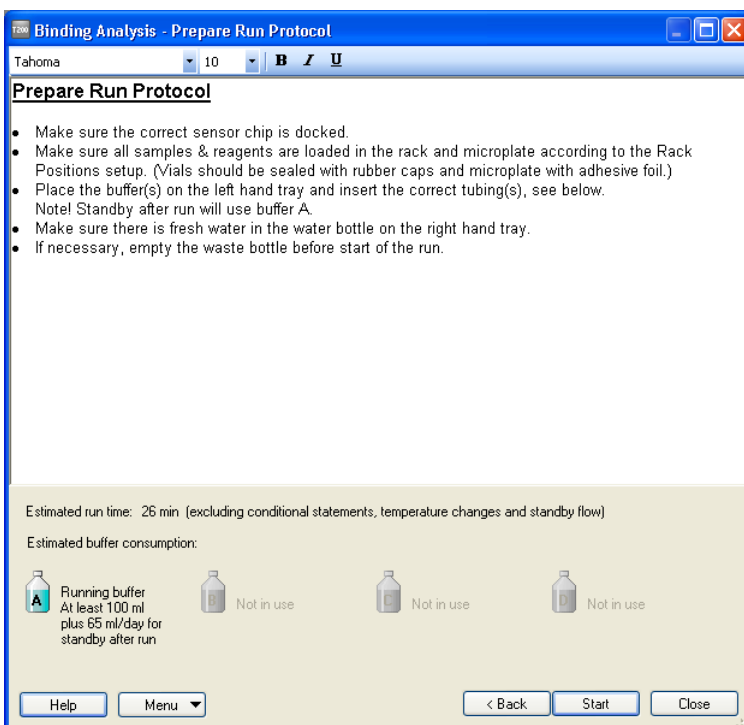 T200 Binding Analysis - Prepare Run Protocol
Tahoma 10 B I U
Prepare Run Protocol
• Make sure the correct sensor chip is docked.
• Make sure all samples & reagents are loaded in the rack and microplate according to the Rack
Positions setup. (Vials should be sealed with rubber caps and microplate with adhesive foil.)
• Place the buffer(s) on the left hand tray and insert the correct tubing(s), see below.
Note! Standby after run will use buffer A.
• Make sure there is fresh water in the water bottle on the right hand tray.
• If necessary, empty the waste bottle before start of the run.
Estimated run time: 26 min (excluding conditional statements, temperature changes and standby flow)
Estimated buffer consumption:
A
Running buffer
At least 100 ml
plus 65 ml/day for
standby after run
B Not in use
C Not in use
D Not in use
Help Menu < Back Start Close